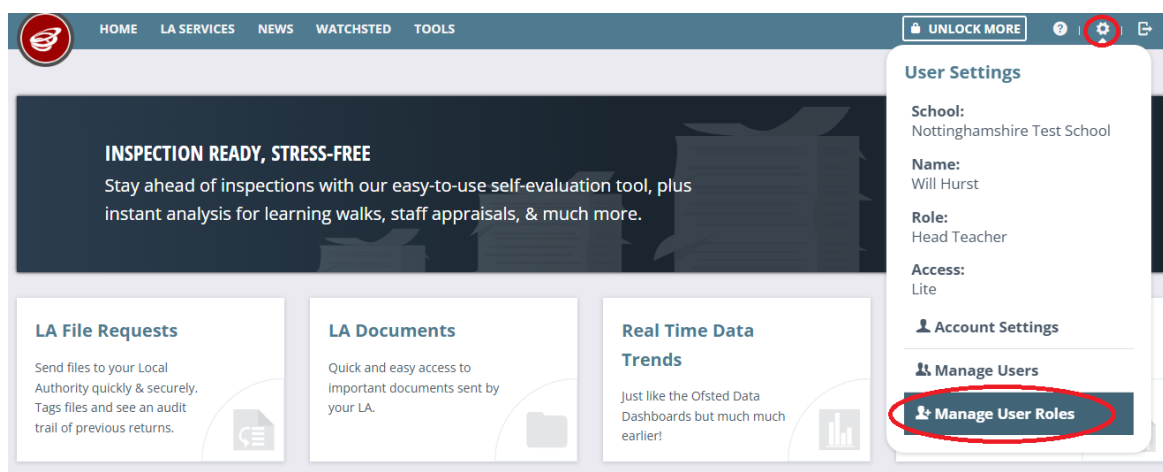 HOME LA SERVICES NEWS WATCHSTED TOOLS UNLOCK MORE
User Settings
School:
Nottinghamshire Test School
Name:
Will Hurst
Role:
Head Teacher
Access:
Lite
Account Settings
Manage Users
Manage User Roles
INSPECTION READY, STRESS-FREE
Stay ahead of inspections with our easy-to-use self-evaluation tool, plus
instant analysis for learning walks, staff appraisals, & much more.
LA File Requests
Send files to your Local
Authority quickly & securely.
Tags files and see an audit
trail of previous returns.
LA Documents
Quick and easy access to
important documents sent by
your LA.
Real Time Data
Trends
Just like the Ofsted Data
Dashboards but much much
earlier!